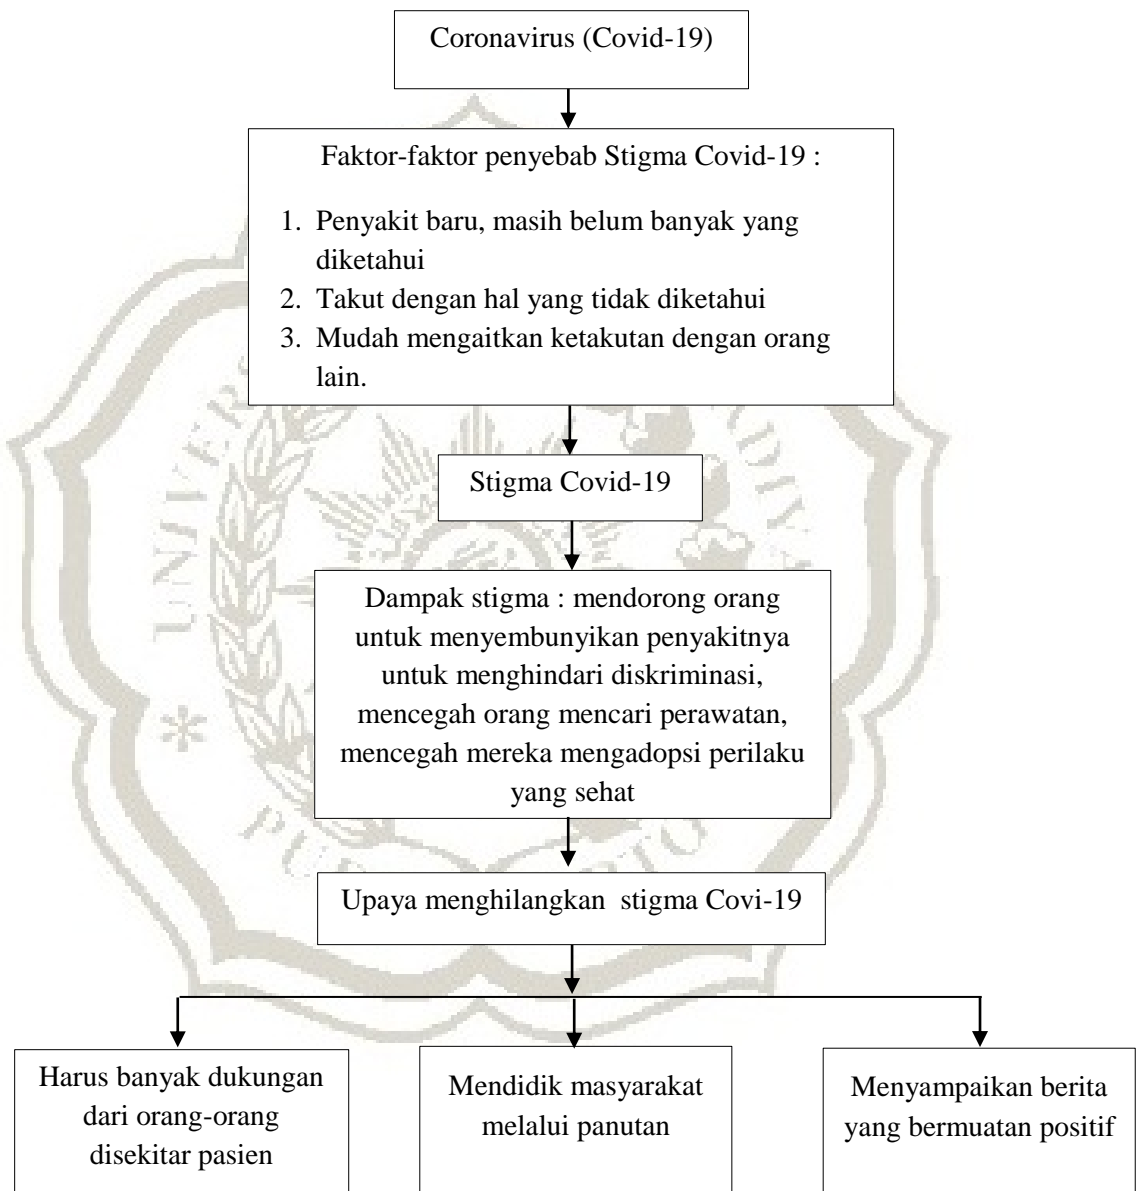 Coronavirus (Covid-19)
Faktor-faktor penyebab Stigma Covid-19 :
1. Penyakit baru, masih belum banyak yang
diketahui
2. Takut dengan hal yang tidak diketahui
3. Mudah mengaitkan ketakutan dengan orang
lain.
Stigma Covid-19
Dampak stigma : mendorong orang
untuk menyembunyikan penyakitnya
untuk menghindari diskriminasi,
mencegah orang mencari perawatan,
mencegah mereka mengadopsi perilaku
yang sehat
Upaya menghilangkan stigma Covi-19
Harus banyak dukungan
dari orang-orang
disekitar pasien
Mendidik masyarakat
melalui panutan
Menyampaikan berita
yang bermuatan positif